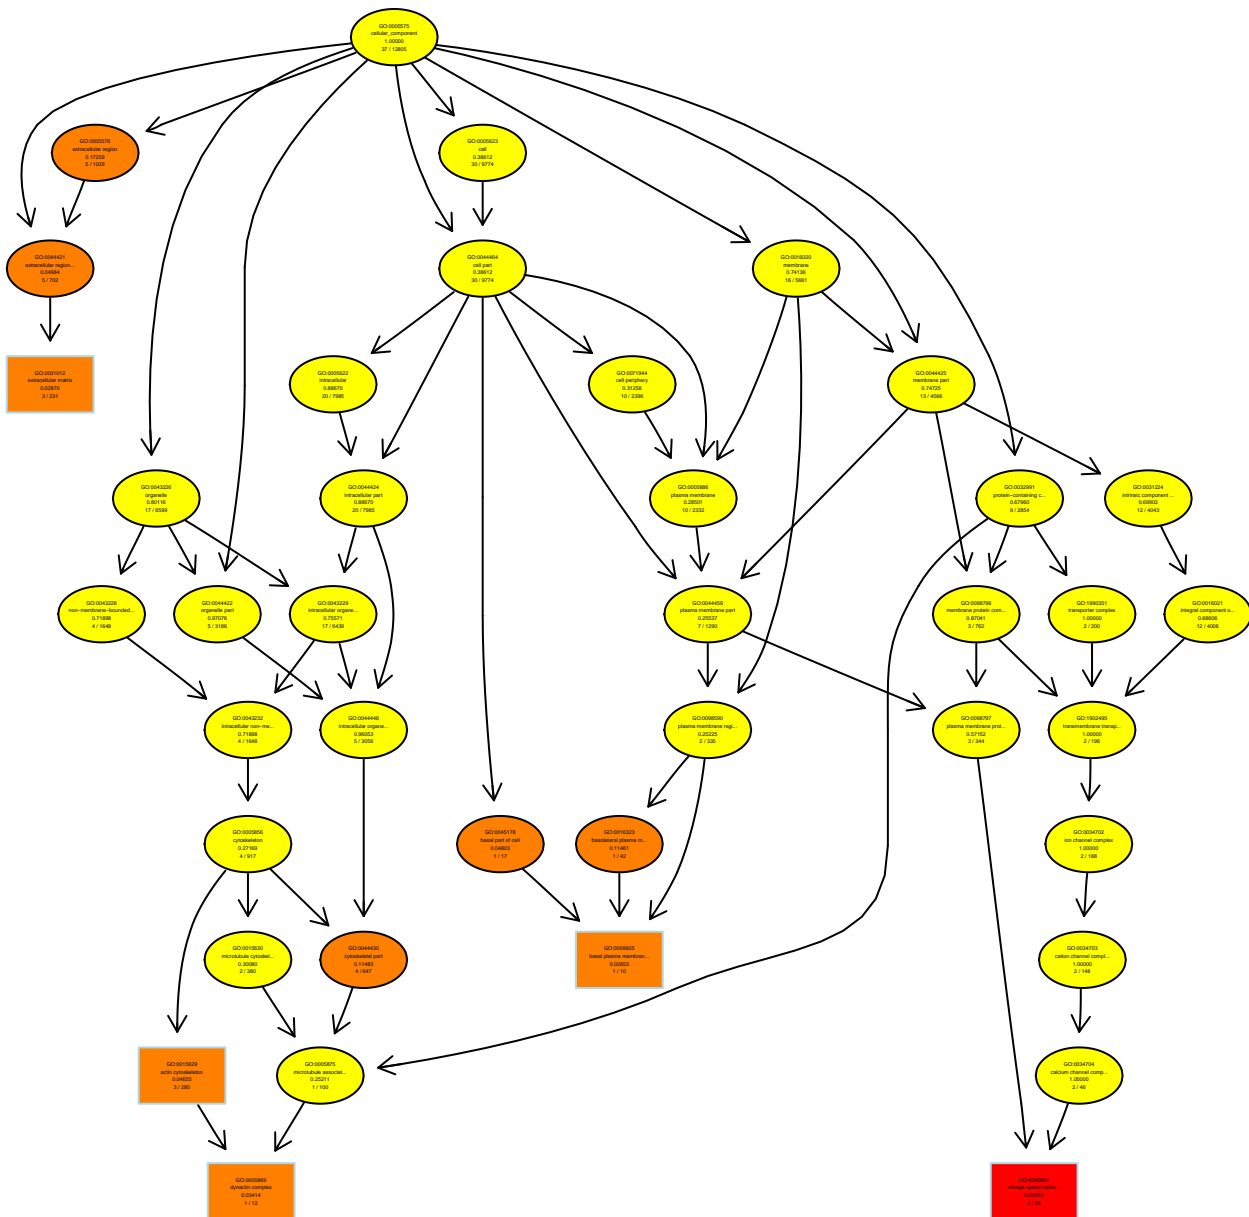 GO:0005575
cellular_component
1.00000
37 / 12805
GO:0005576
extracellular region
0.17259
5 / 1029
GO:0005623
cell
0.38612
30 / 9774
GO:0044421
extracellular region...
0.04984
5 / 702
GO:0044464
cell part
0.38612
30 / 9774
GO:0016020
membrane
0.74136
16 / 5661
GO:0031012
extracellular matrix
0.02870
3 / 231
GO:0005622
intracellular
0.88670
20 / 7985
GO:0071944
cell periphery
0.31258
10 / 2396
GO:0044425
membrane part
0.74725
13 / 4566
GO:0043226
organelle
0.80116
17 / 6599
GO:0044424
intracellular part
0.88670
20 / 7985
GO:0005886
plasma membrane
0.28501
10 / 2332
GO:0032991
protein-containing c...
0.67960
9 / 2854
GO:0031224
intrinsic component ...
0.69903
12 / 4043
GO:0043228
non-membrane-bounded...
0.71898
4 / 1648
GO:0044422
organelle part
0.97076
5 / 3186
GO:0043229
intracellular organe...
0.75571
17 / 6439
GO:0044459
plasma membrane part
0.25537
7 / 1290
GO:0098796
membrane protein com...
0.87041
3 / 762
GO:1990351
transporter complex
1.00000
2 / 200
GO:0016021
integral component o...
0.68606
12 / 4006
GO:0043232
intracellular non-me...
0.71898
4 / 1648
GO:0044446
intracellular organe...
0.96053
5 / 3056
GO:0098590
plasma membrane regi...
0.25225
2 / 335
GO:0098797
plasma membrane prot...
0.57152
3 / 344
GO:1902495
transmembrane transp...
1.00000
2 / 196
GO:0005856
cytoskeleton
0.27169
4 / 917
GO:0045178
basal part of cell
0.04803
1 / 17
GO:0016323
basolateral plasma m...
0.11461
1 / 42
GO:0034702
ion channel complex
1.00000
2 / 188
GO:0015630
microtubule cytoskel...
0.30080
2 / 380
GO:0044430
cytoskeletal part
0.11483
4 / 647
GO:0009925
basal plasma membran...
0.02853
1 / 10
GO:0034703
cation channel compl...
1.00000
2 / 148
GO:0015629
actin cytoskeleton
0.04655
3 / 280
GO:0005875
microtubule associat...
0.25211
1 / 100
GO:0034704
calcium channel comp...
1.00000
2 / 46
GO:0005869
dynactin complex
0.03414
1 / 12
GO:0005891
voltage-gated calciu...